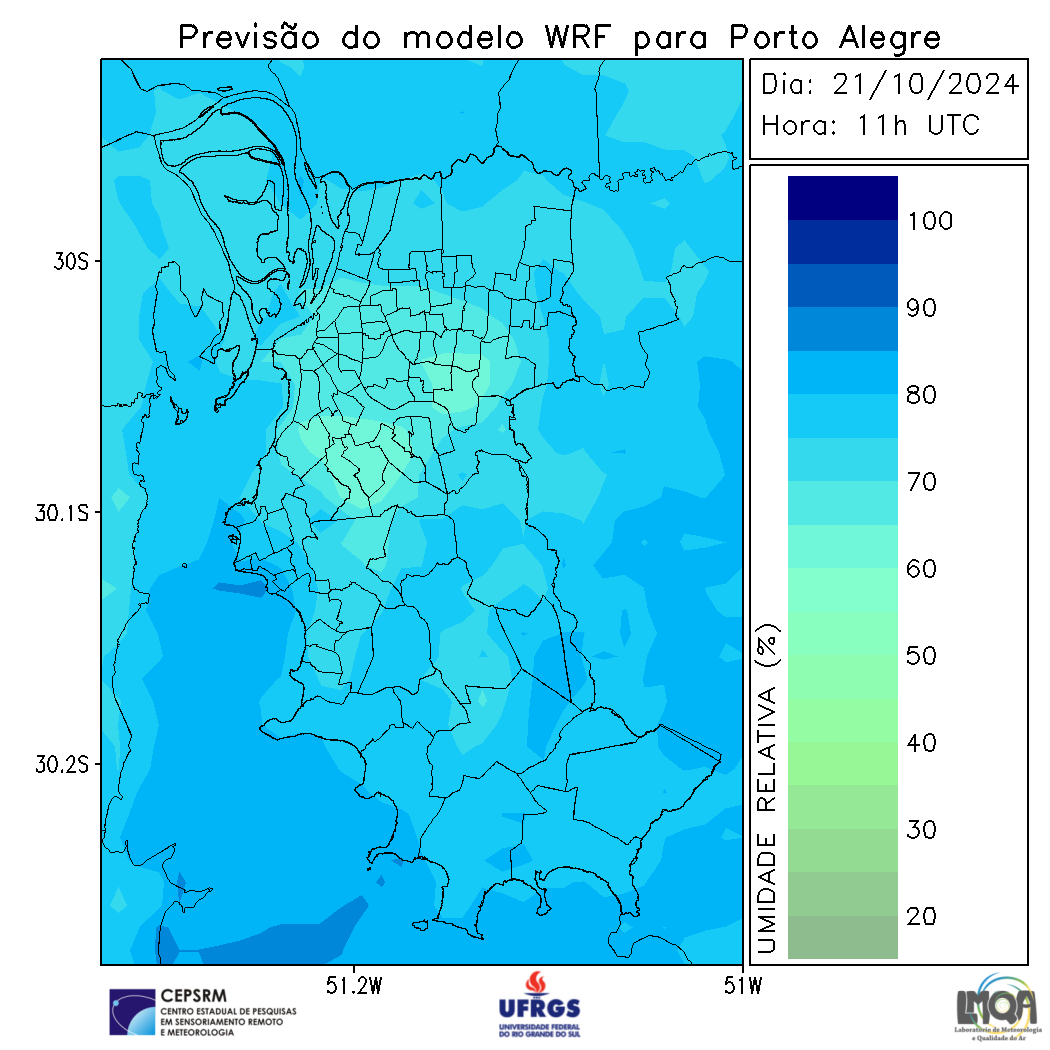 Previsão do modelo WRF para Porto Alegre
Dia: 21/10/2024
Hora: 11h UTC
100
90
80
70
60
50
40
30
20
UMIDADE RELATIVA (%)
30S
30.1S
30.2S
51.2W
51W
CEPSRM
CENTRO ESTADUAL DE PESQUISAS
EM SENSORIAMENTO REMOTO
E METEOROLOGIA
UFRGS
UNIVERSIDADE FEDERAL
DO RIO GRANDE DO SUL
LMQA
Laboratório de Meteorologia
e Qualidade do Ar